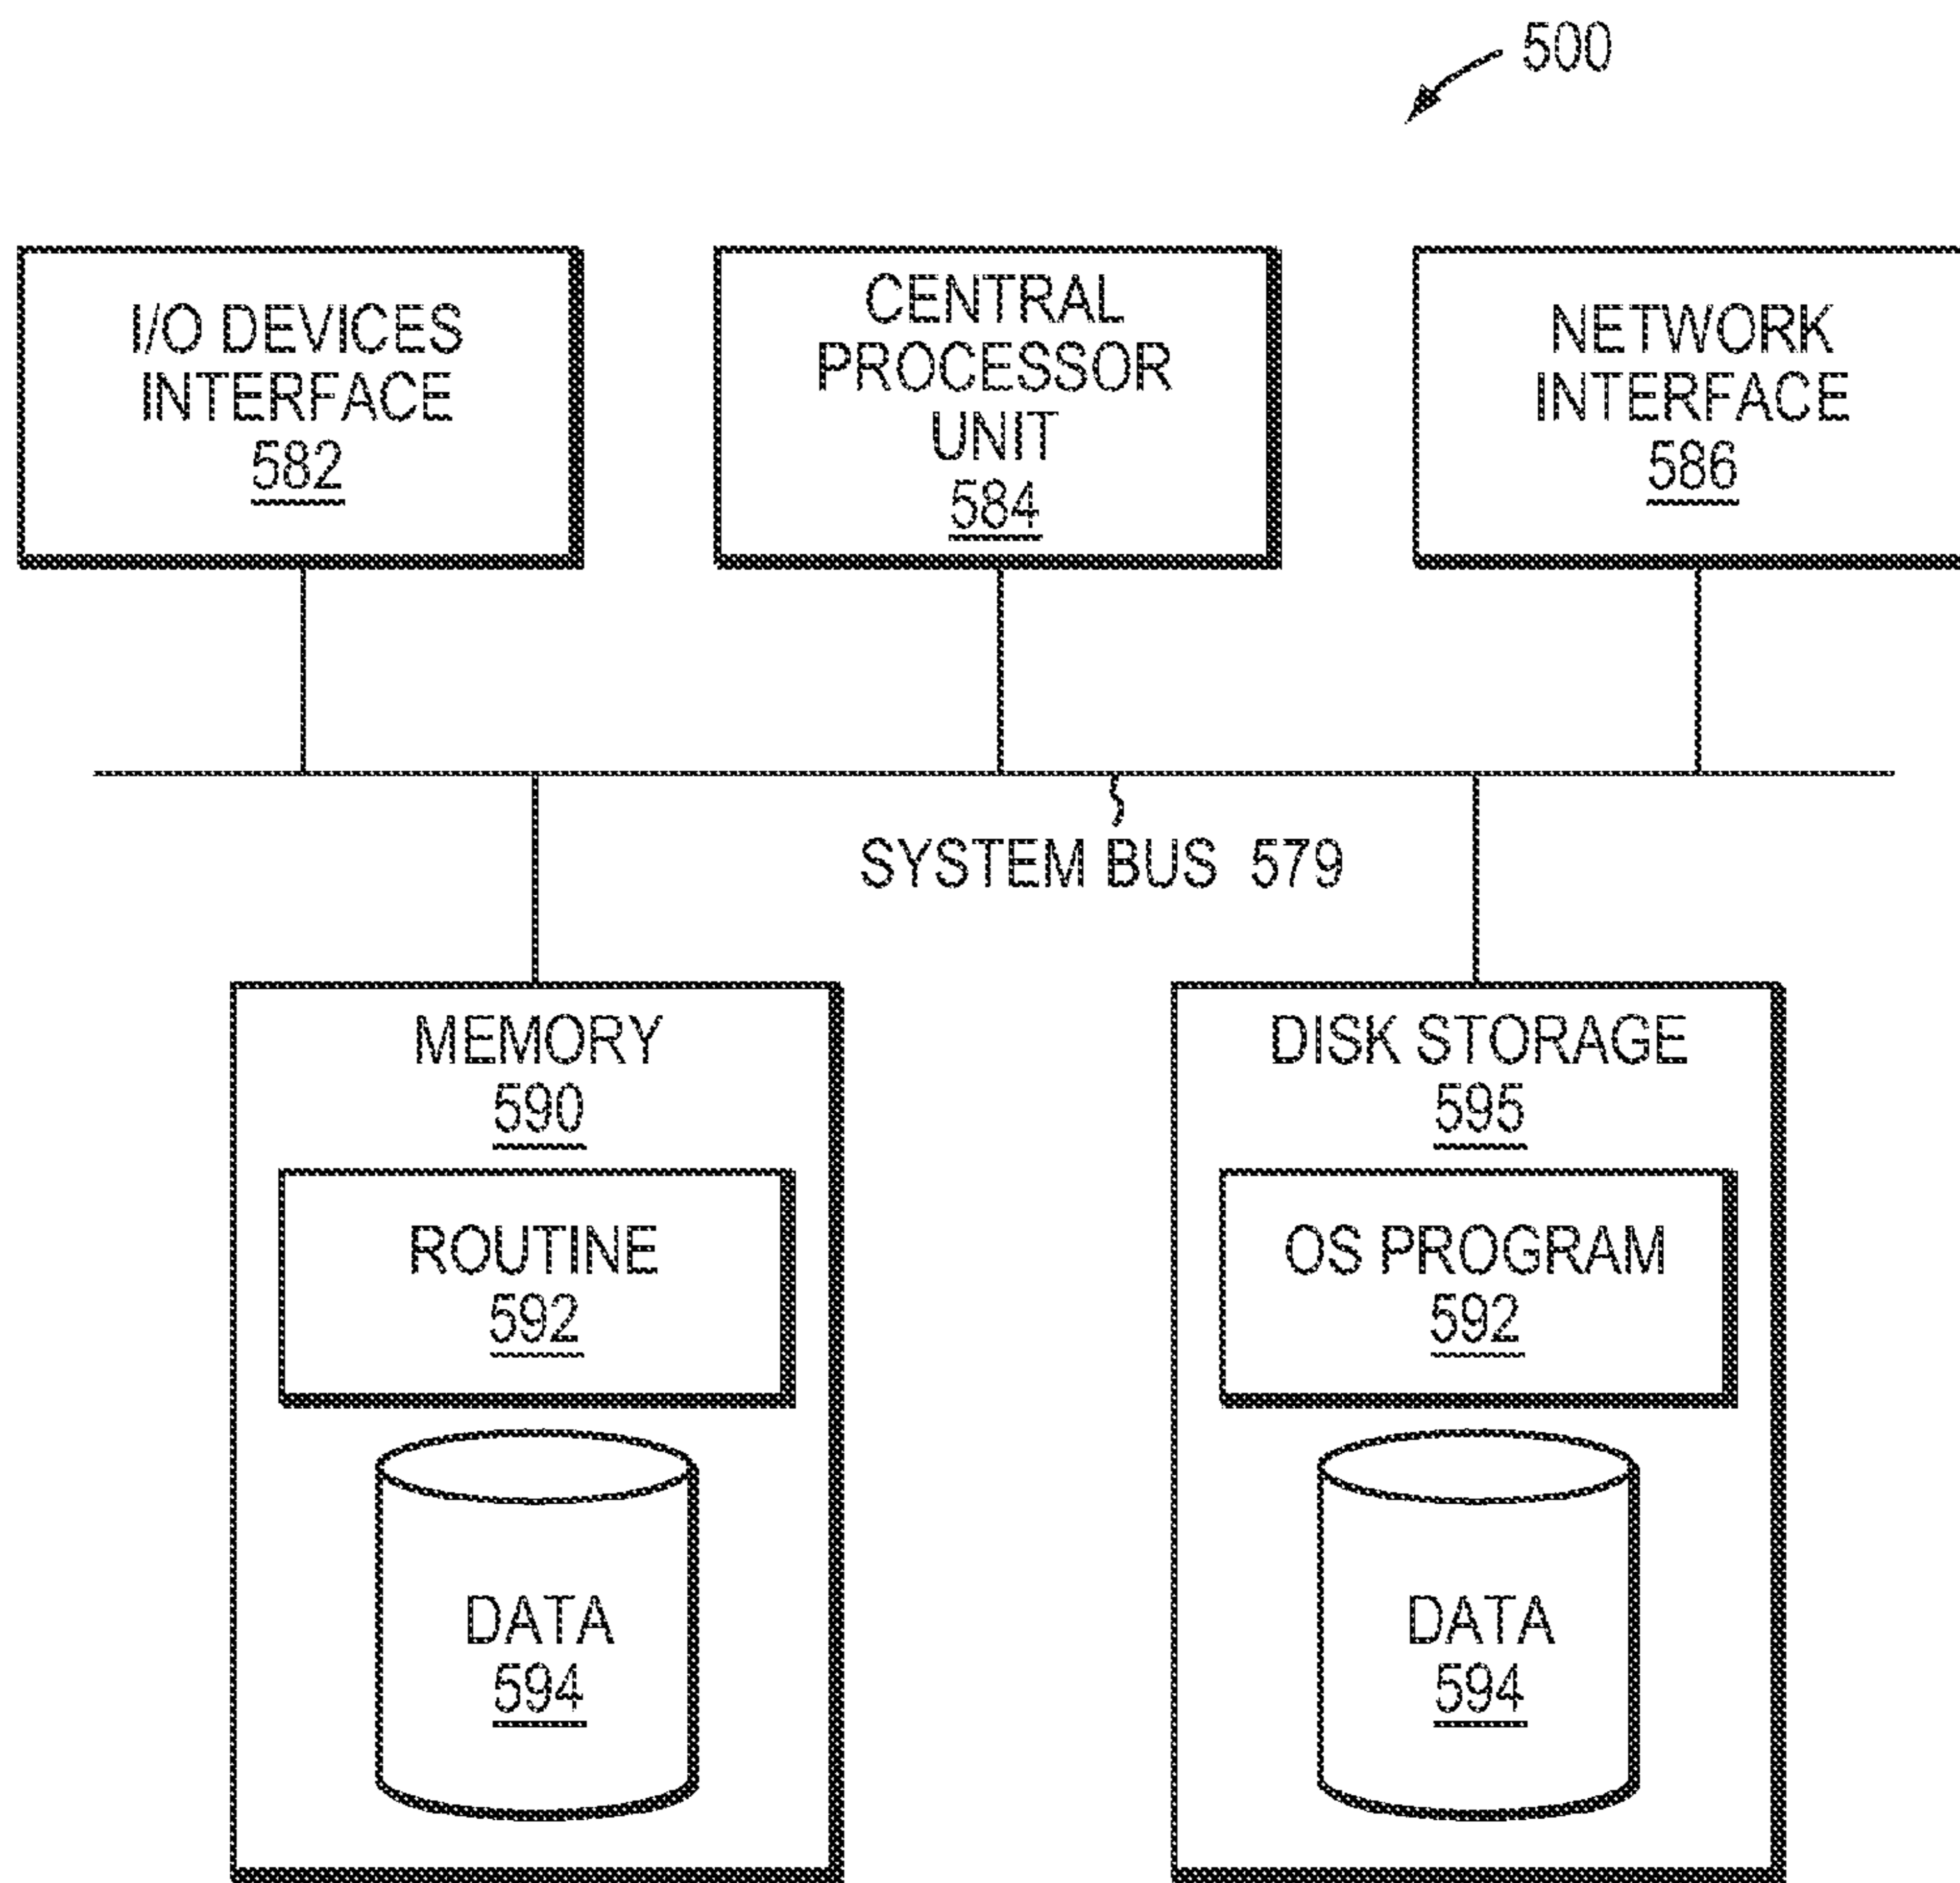 500
I/O DEVICES
INTERFACE
582
CENTRAL
PROCESSOR
UNIT
584
NETWORK
INTERFACE
586
SYSTEM BUS 579
MEMORY
590
ROUTINE
592
DATA
594
DISK STORAGE
595
OS PROGRAM
592
DATA
594